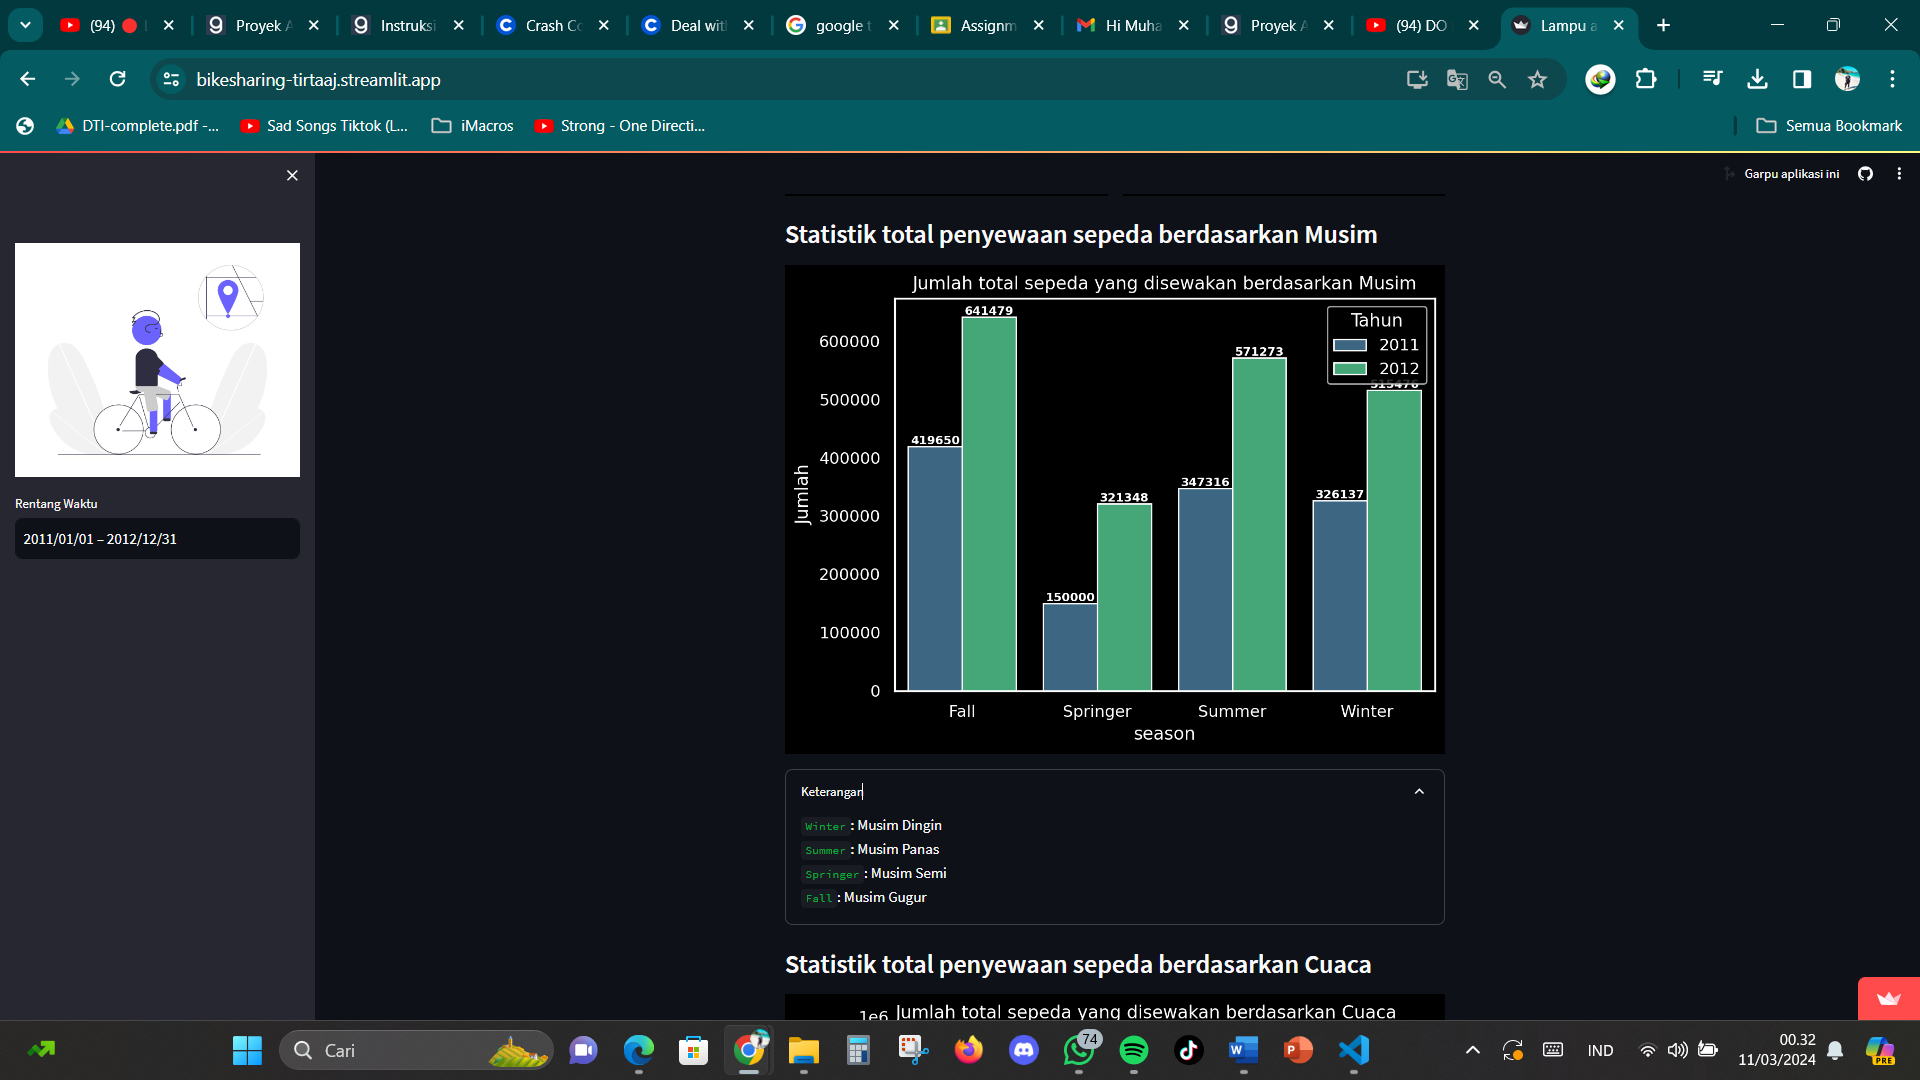 (94)
Proyek A
Instruksi
Crash Co
Deal with
google t
Assignm
Hi Muha
Proyek A
(94) DO
Lampu a
bikesharing-tirtaaj.streamlit.app
DTI-complete.pdf -...
Sad Songs Tiktok (L...
iMacros
Strong - One Directi...
Semua Bookmark
Garpu aplikasi ini
Rentang Waktu
2011/01/01 – 2012/12/31
Statistik total penyewaan sepeda berdasarkan Musim
Jumlah total sepeda yang disewakan berdasarkan Musim
Tahun
2011
2012
Jumlah
600000
500000
400000
300000
200000
100000
0
419650
641479
150000
321348
347316
571273
326137
515476
Fall
Springer
Summer
Winter
season
Keterangan
Winter : Musim Dingin
Summer : Musim Panas
Springer : Musim Semi
Fall : Musim Gugur
Statistik total penyewaan sepeda berdasarkan Cuaca
1e6 Jumlah total sepeda yang disewakan berdasarkan Cuaca
Cari
74
IND
00.32
11/03/2024
PRE